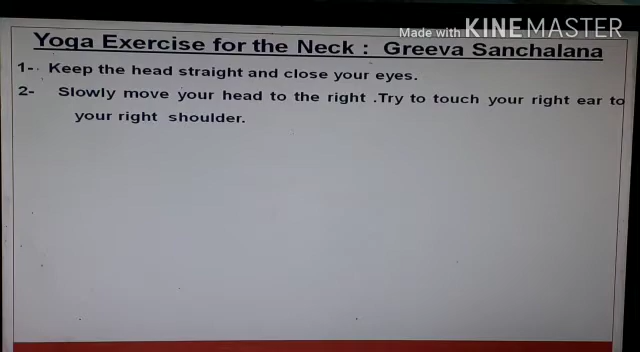 Made with KINEMASTER
Yoga Exercise for the Neck : Greeva Sanchalana
1- Keep the head straight and close your eyes.
2- Slowly move your head to the right .Try to touch your right ear to
your right shoulder.